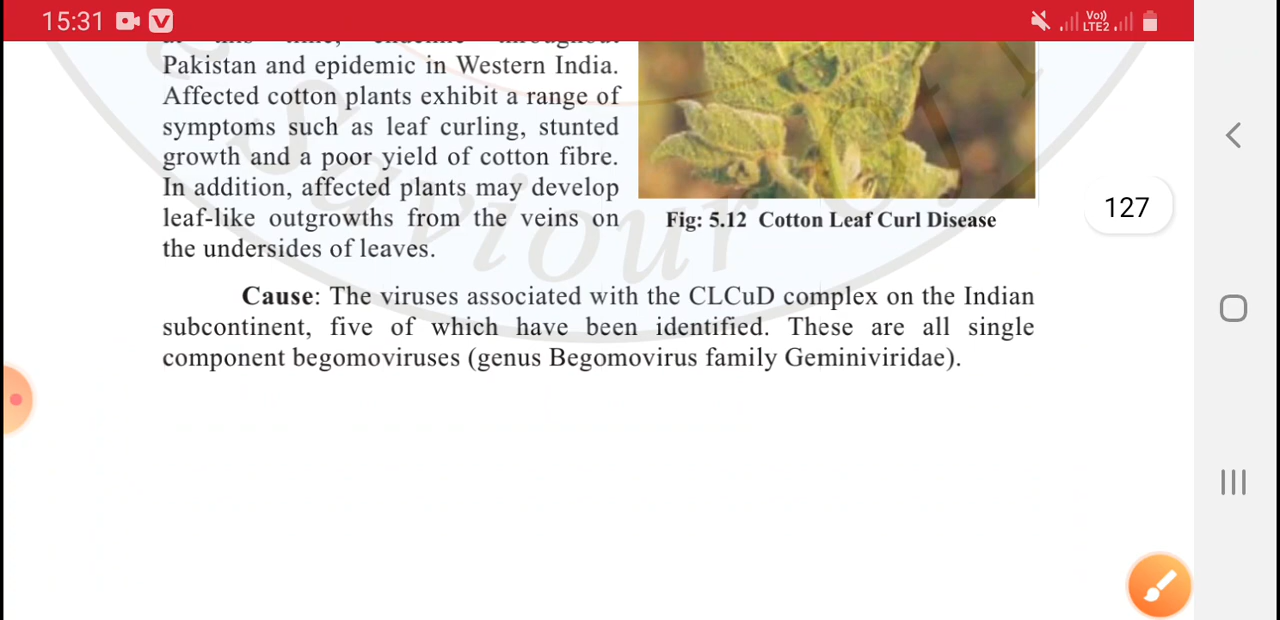 15:31
Vo))
LTE2
Pakistan and epidemic in Western India.
Affected cotton plants exhibit a range of
symptoms such as leaf curling, stunted
growth and a poor yield of cotton fibre.
In addition, affected plants may develop
leaf-like outgrowths from the veins on
the undersides of leaves.
Fig: 5.12 Cotton Leaf Curl Disease
127
Saviour
Cause: The viruses associated with the CLCuD complex on the Indian
subcontinent, five of which have been identified. These are all single
component begomoviruses (genus Begomovirus family Geminiviridae).